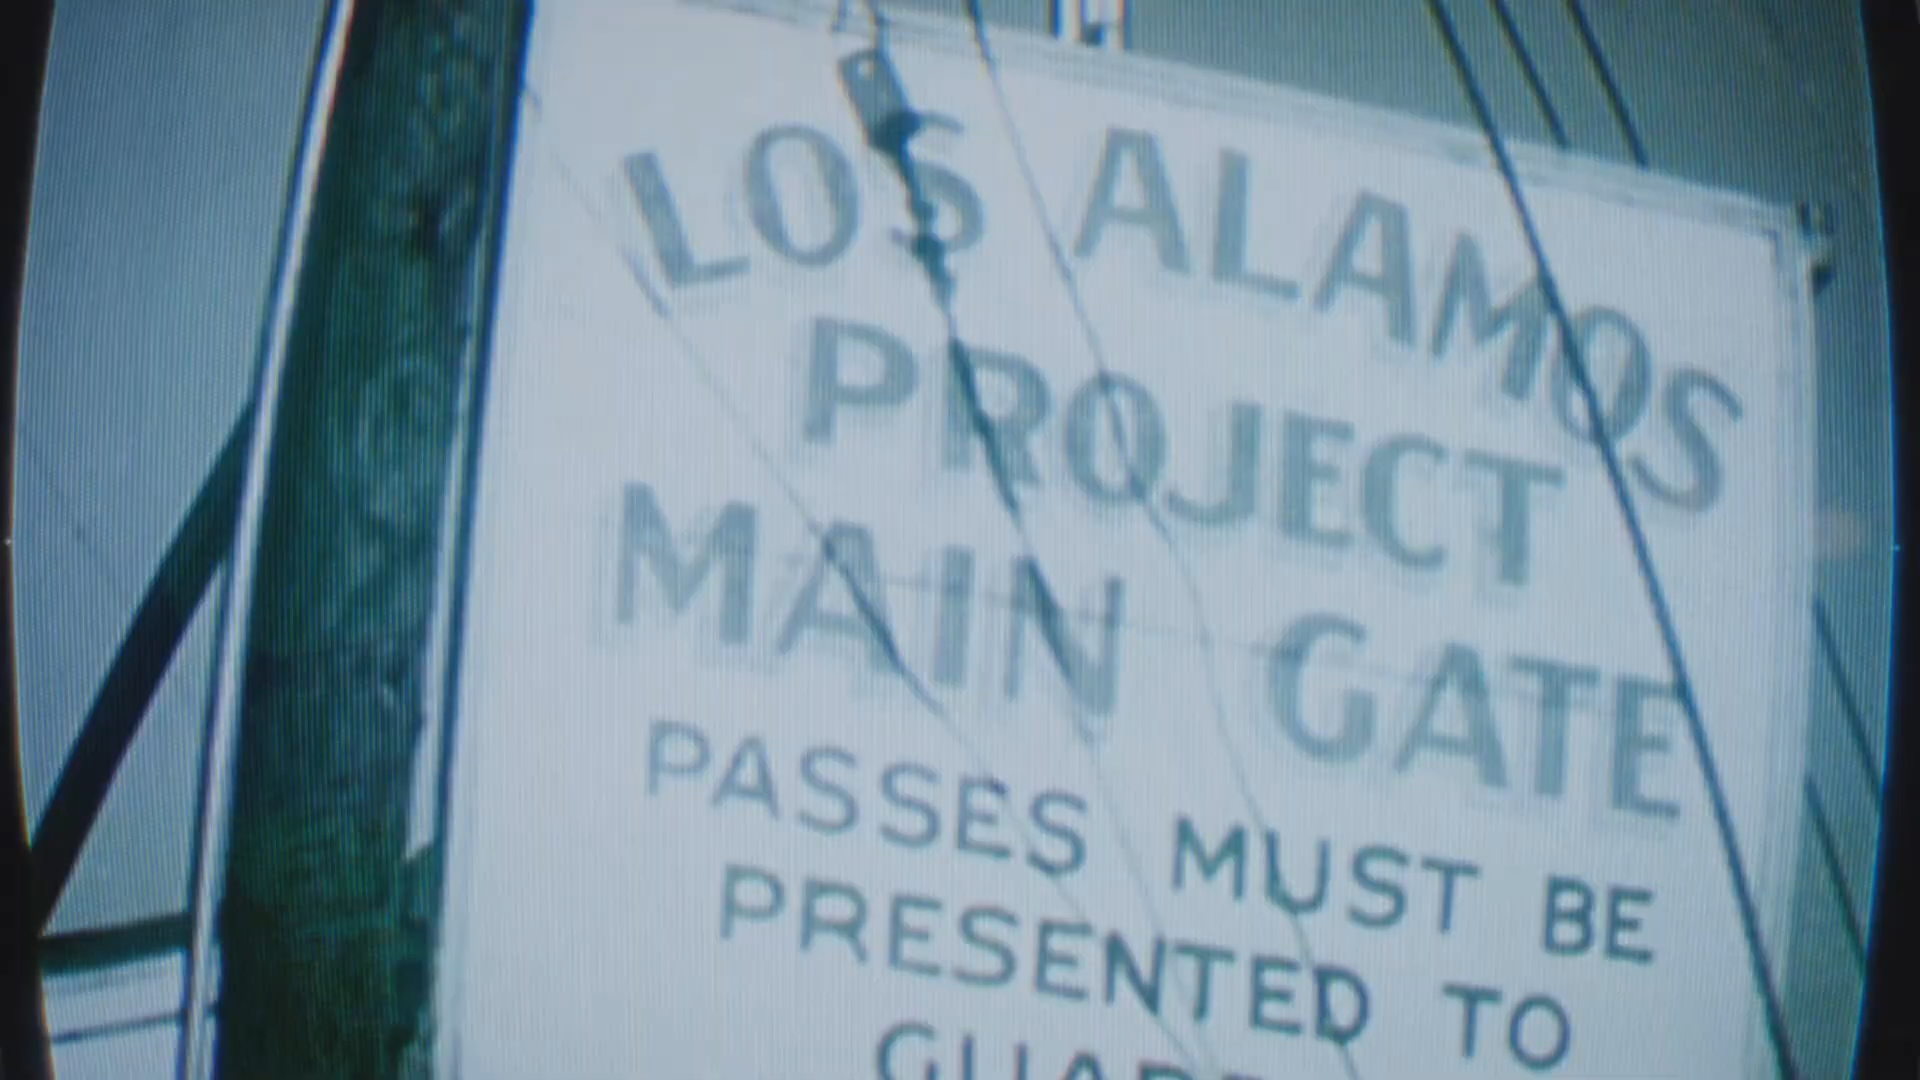 LOS ALAMOS
PROJECT
MAIN GATE
PASSES MUST BE
PRESENTED TO